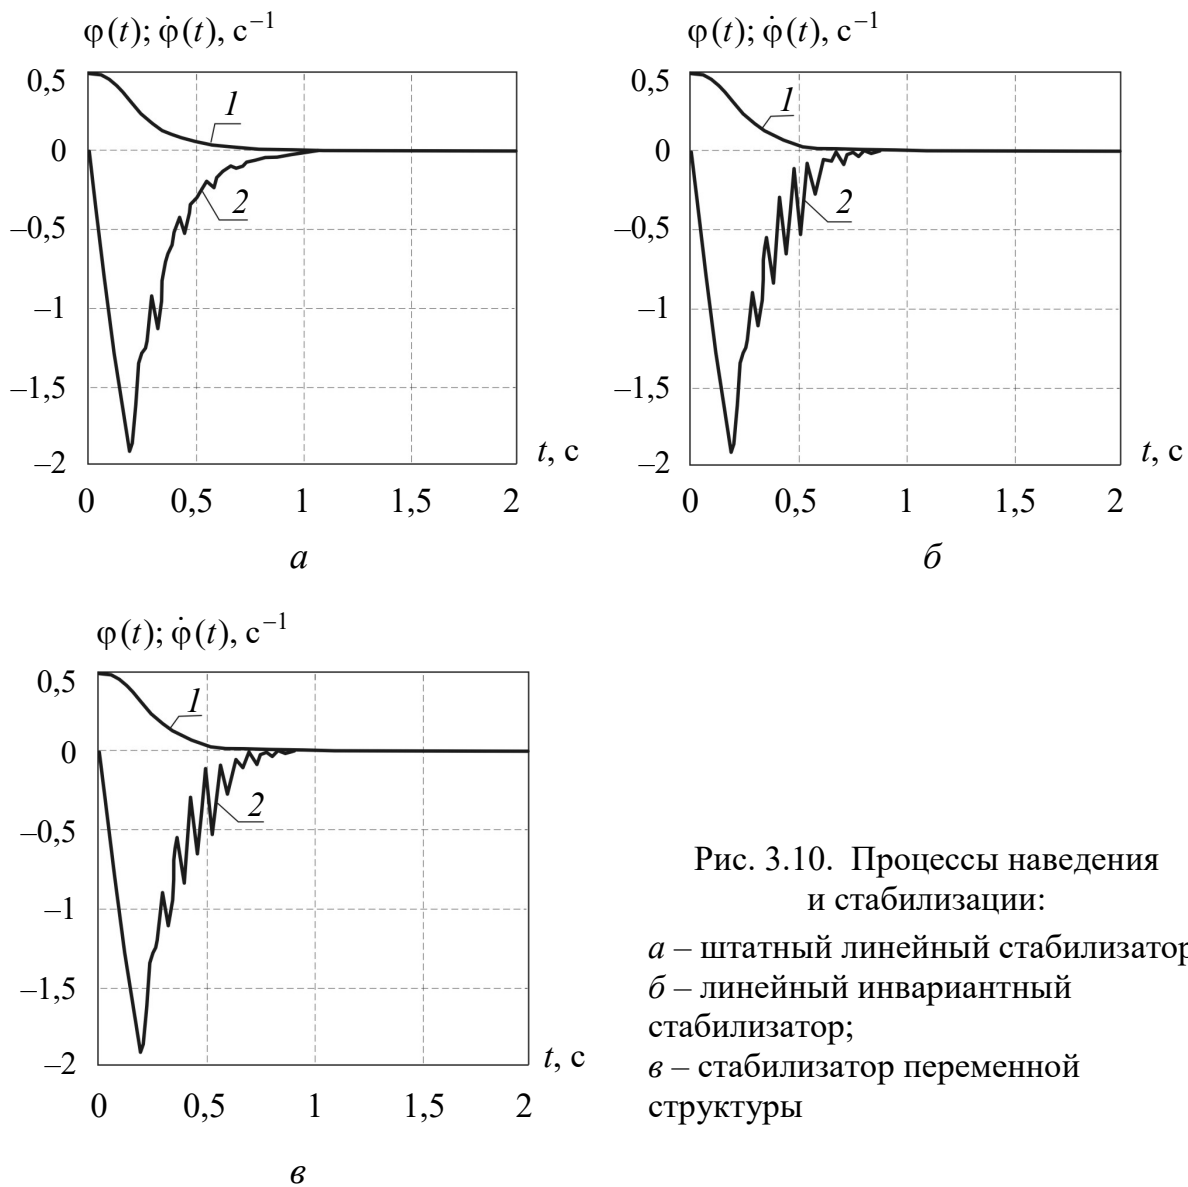 φ(t); φ̇(t), с⁻¹
0,5
1
0
2
–0,5
–1
–1,5
–2
t, с
0 0,5 1 1,5 2
а
φ(t); φ̇(t), с⁻¹
0,5
1
0
2
–0,5
–1
–1,5
–2
t, с
0 0,5 1 1,5 2
б
φ(t); φ̇(t), с⁻¹
0,5
1
0
2
–0,5
–1
–1,5
–2
t, с
0 0,5 1 1,5 2
в
Рис. 3.10. Процессы наведения
и стабилизации:
а – штатный линейный стабилизатор
б – линейный инвариантный
стабилизатор;
в – стабилизатор переменной
структуры